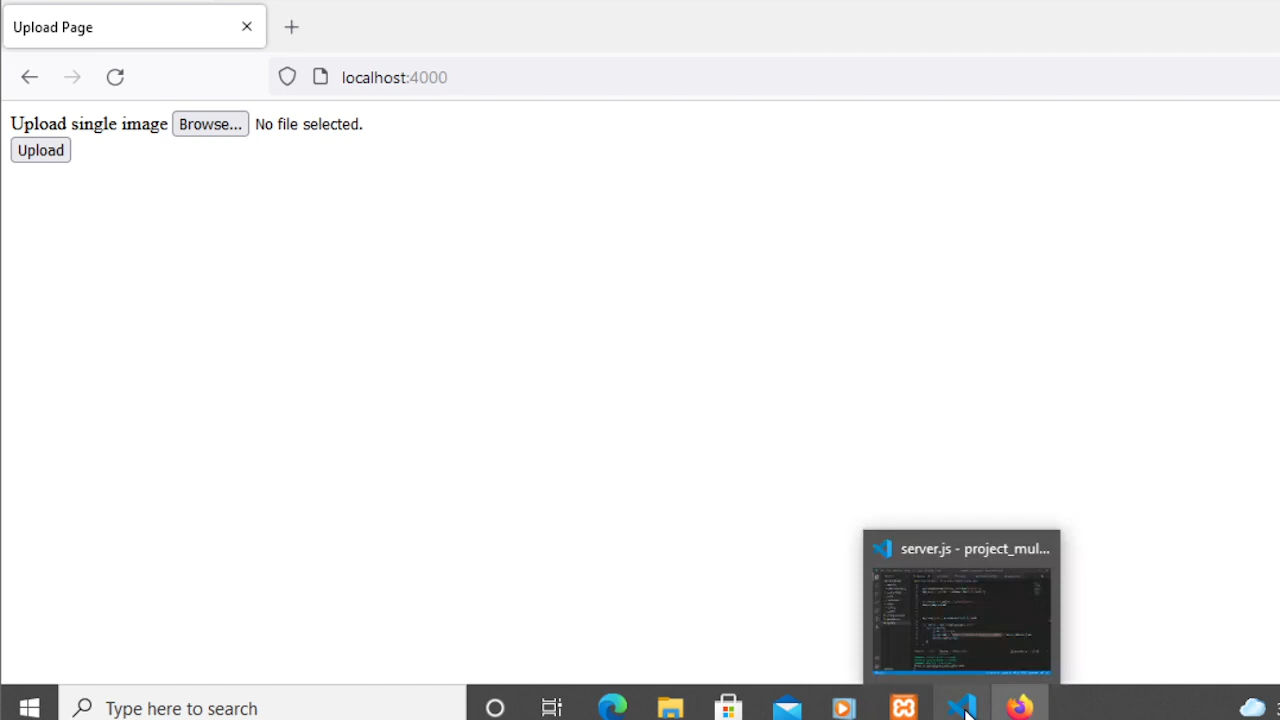 Upload Page
localhost:4000
Upload single image Browse... No file selected.
Upload
server.js - project_mul...
Type here to search